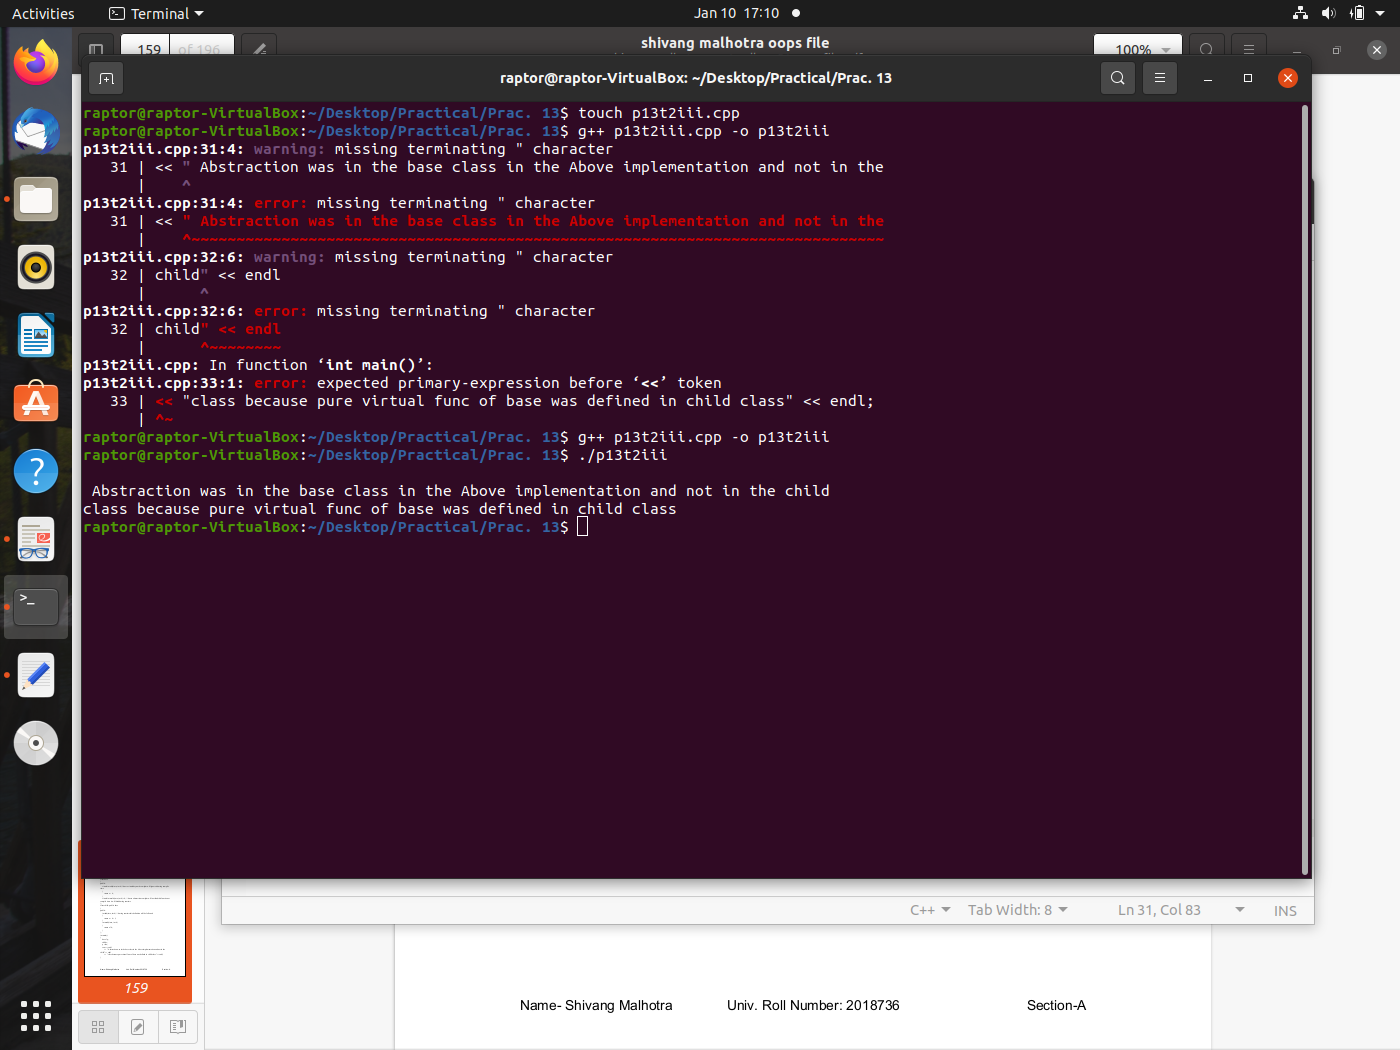 Activities Terminal Jan 10 17:10
159 of 196 shivang malhotra oops file 100%
raptor@raptor-VirtualBox: ~/Desktop/Practical/Prac. 13
raptor@raptor-VirtualBox:~/Desktop/Practical/Prac. 13$ touch p13t2iii.cpp
raptor@raptor-VirtualBox:~/Desktop/Practical/Prac. 13$ g++ p13t2iii.cpp -o p13t2iii
p13t2iii.cpp:31:4: warning: missing terminating " character
31 | << " Abstraction was in the base class in the Above implementation and not in the
| ^
p13t2iii.cpp:31:4: error: missing terminating " character
31 | << " Abstraction was in the base class in the Above implementation and not in the
| ^~~~~~~~~~~~~~~~~~~~~~~~~~~~~~~~~~~~~~~~~~~~~~~~~~~~~~~~~~~~~~~~~~~~~~~~~~~~~~
p13t2iii.cpp:32:6: warning: missing terminating " character
32 | child" << endl
| ^
p13t2iii.cpp:32:6: error: missing terminating " character
32 | child" << endl
| ^~~~~~~~~
p13t2iii.cpp: In function ‘int main()’:
p13t2iii.cpp:33:1: error: expected primary-expression before ‘<<’ token
33 | << "class because pure virtual func of base was defined in child class" << endl;
| ^~
raptor@raptor-VirtualBox:~/Desktop/Practical/Prac. 13$ g++ p13t2iii.cpp -o p13t2iii
raptor@raptor-VirtualBox:~/Desktop/Practical/Prac. 13$ ./p13t2iii
Abstraction was in the base class in the Above implementation and not in the child
class because pure virtual func of base was defined in child class
raptor@raptor-VirtualBox:~/Desktop/Practical/Prac. 13$
C++ Tab Width: 8 Ln 31, Col 83 INS
159
Name- Shivang Malhotra Univ. Roll Number: 2018736 Section-A